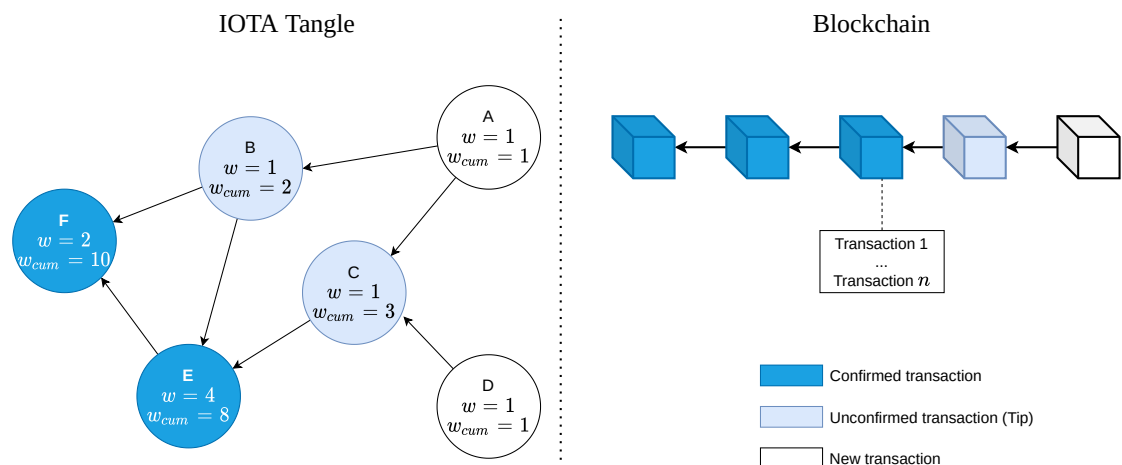 IOTA Tangle
A
w = 1
w_cum = 1
B
w = 1
w_cum = 2
F
w = 2
w_cum = 10
C
w = 1
w_cum = 3
E
w = 4
w_cum = 8
D
w = 1
w_cum = 1
Blockchain
Transaction 1
...
Transaction n
Confirmed transaction
Unconfirmed transaction (Tip)
New transaction